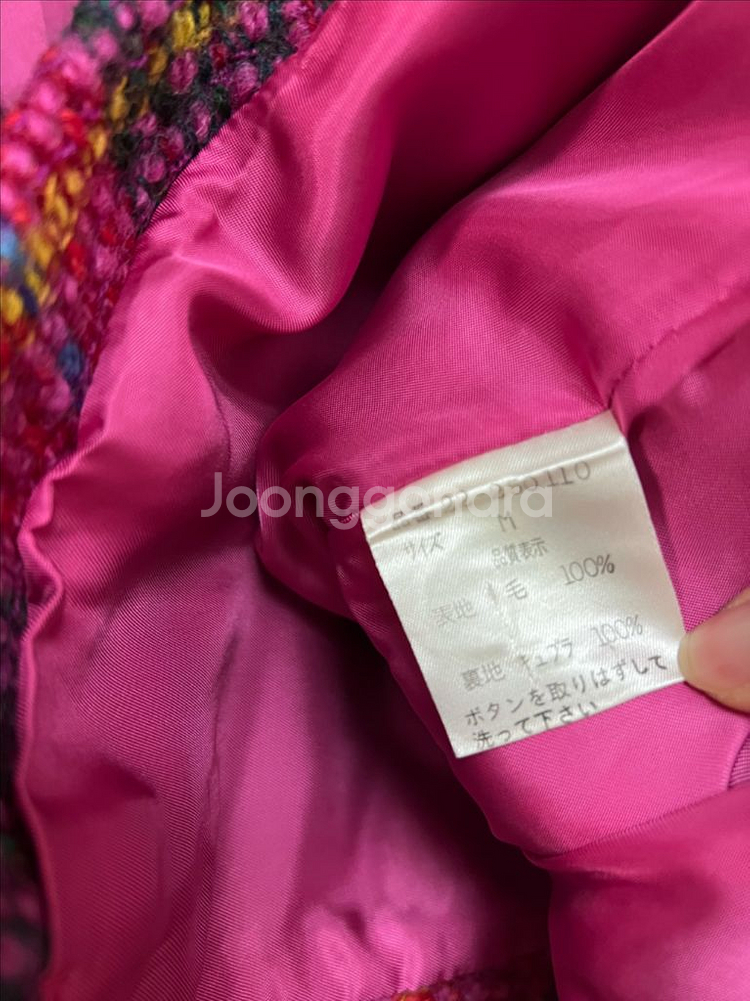 Joonggonara
サイズ M
品質表示
表地 毛 100%
裏地 キュプラ 100%
ボタンを取りはずして
洗って下さい